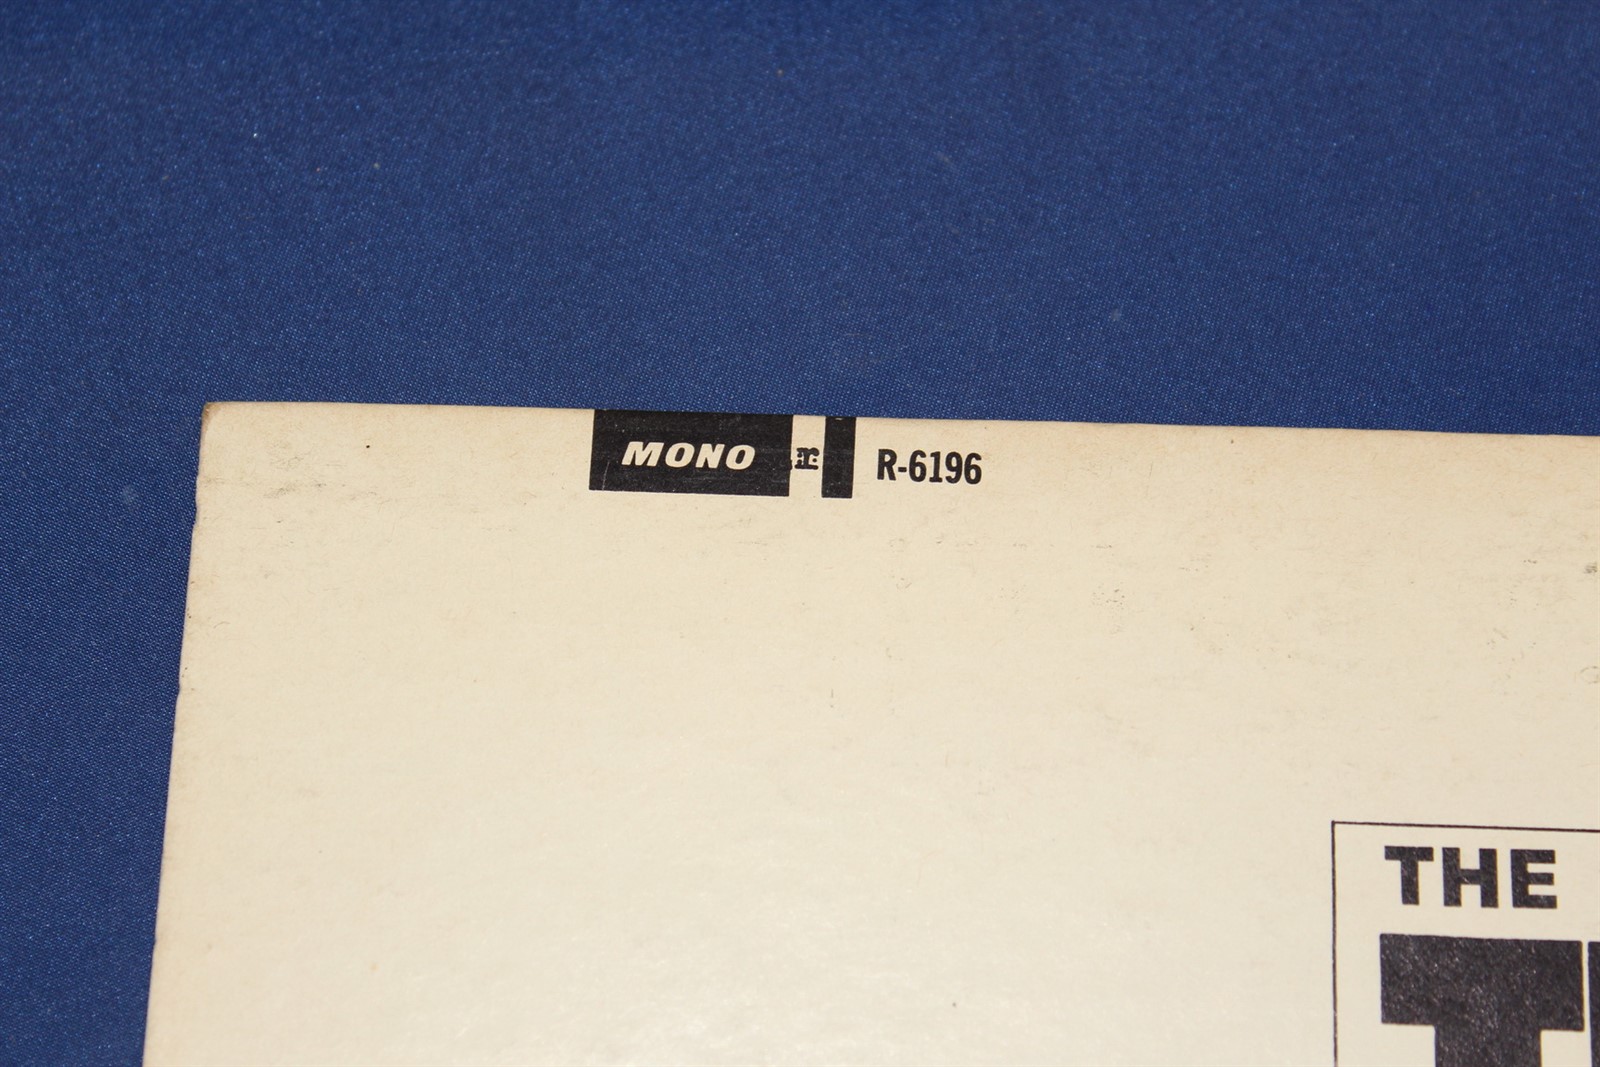 MONO r: R-6196
THE